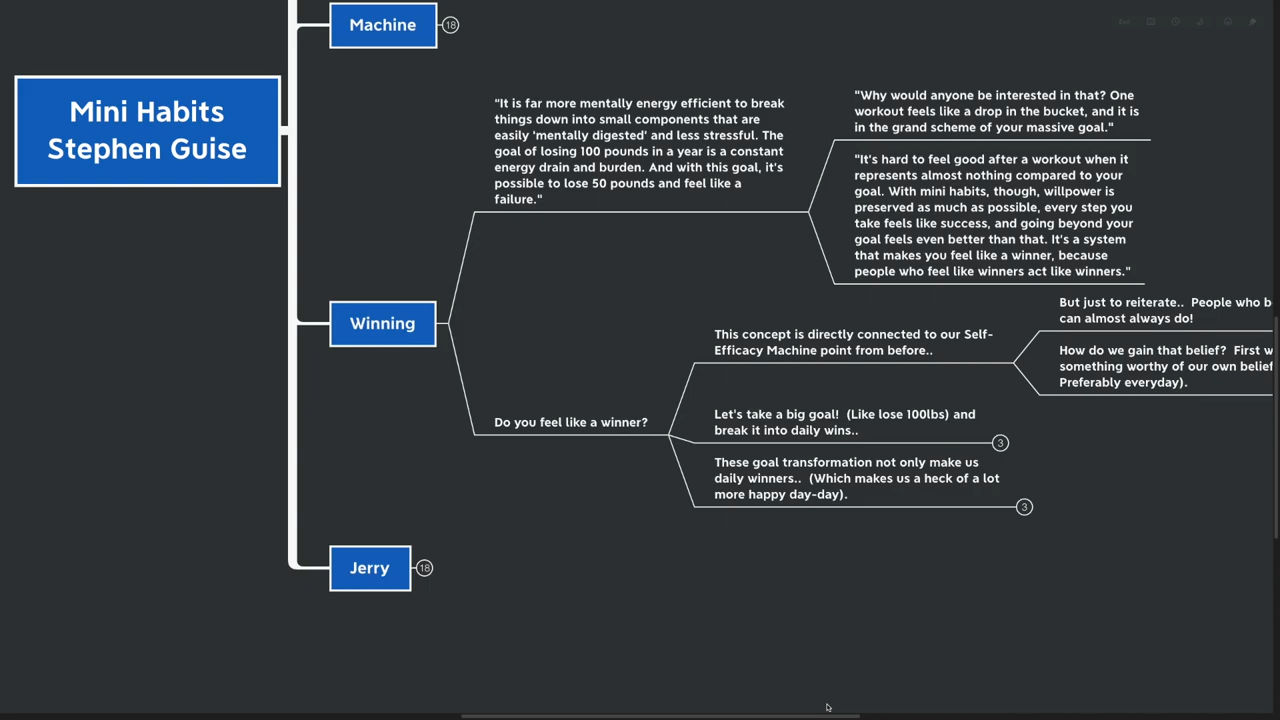 Machine
18
Mini Habits
Stephen Guise
"It is far more mentally energy efficient to break
things down into small components that are
easily 'mentally digested' and less stressful. The
goal of losing 100 pounds in a year is a constant
energy drain and burden. And with this goal, it's
possible to lose 50 pounds and feel like a
failure."
"Why would anyone be interested in that? One
workout feels like a drop in the bucket, and it is
in the grand scheme of your massive goal."
"It's hard to feel good after a workout when it
represents almost nothing compared to your
goal. With mini habits, though, willpower is
preserved as much as possible, every step you
take feels like success, and going beyond your
goal feels even better than that. It's a system
that makes you feel like a winner, because
people who feel like winners act like winners."
Winning
Do you feel like a winner?
This concept is directly connected to our Self-
Efficacy Machine point from before..
But just to reiterate.. People who b
can almost always do!
How do we gain that belief? First w
something worthy of our own belief
Preferably everyday).
Let's take a big goal! (Like lose 100lbs) and
break it into daily wins..
3
These goal transformation not only make us
daily winners.. (Which makes us a heck of a lot
more happy day-day).
3
Jerry
18